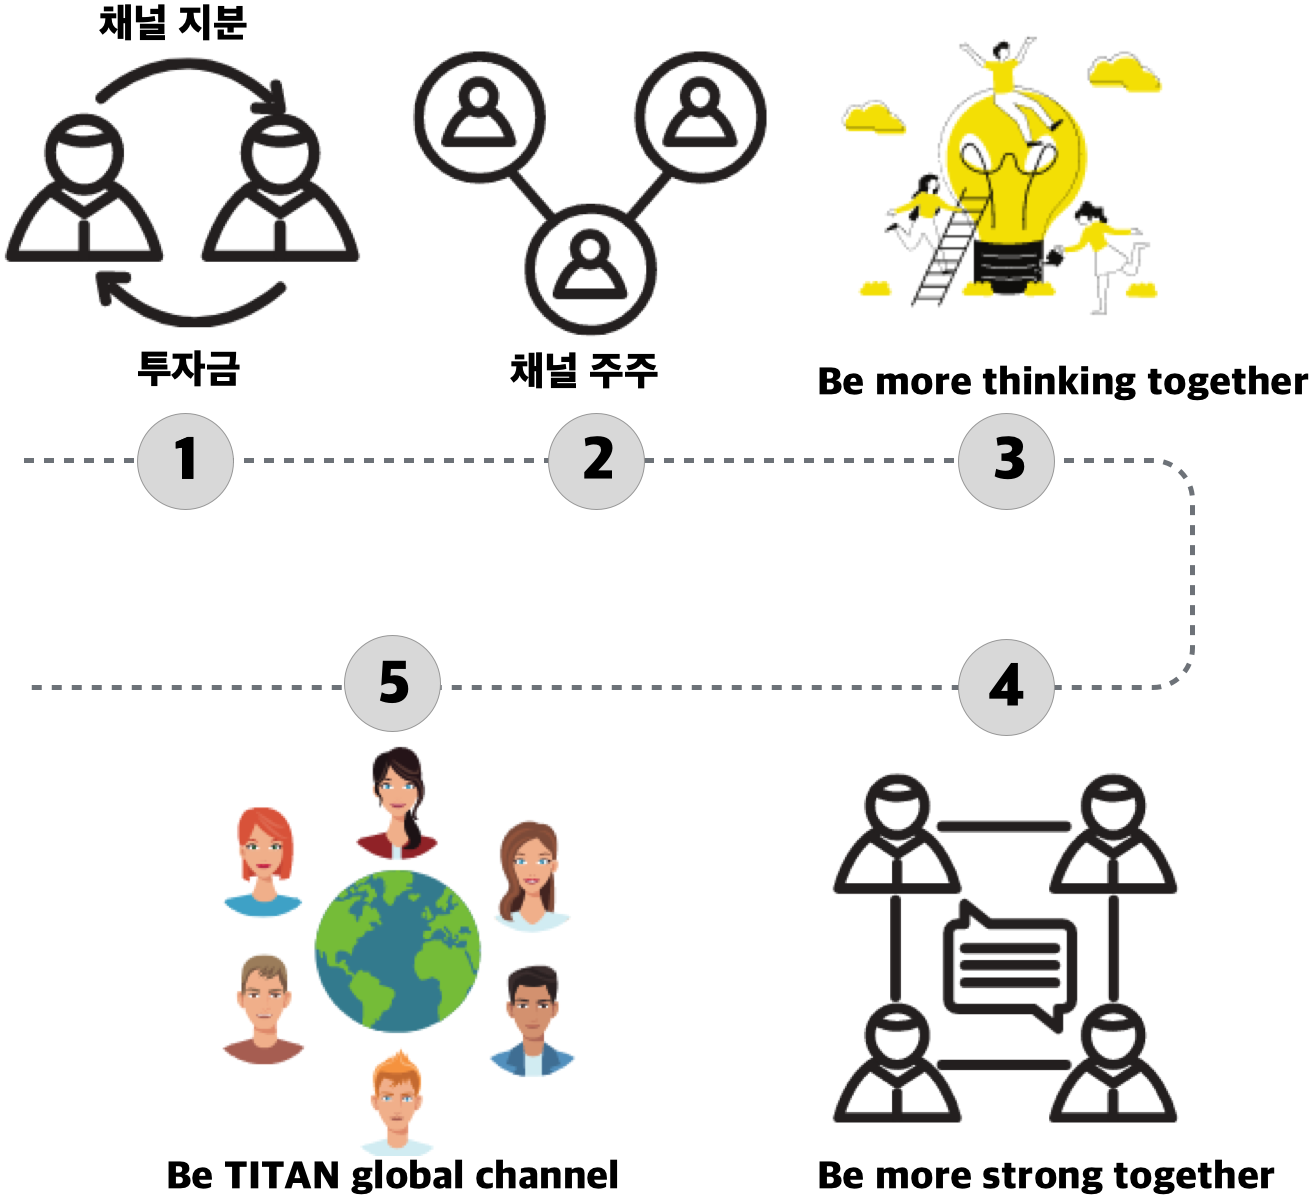 채널 지분
투자금
채널 주주
Be more thinking together
1
2
3
4
5
Be more strong together
Be TITAN global channel